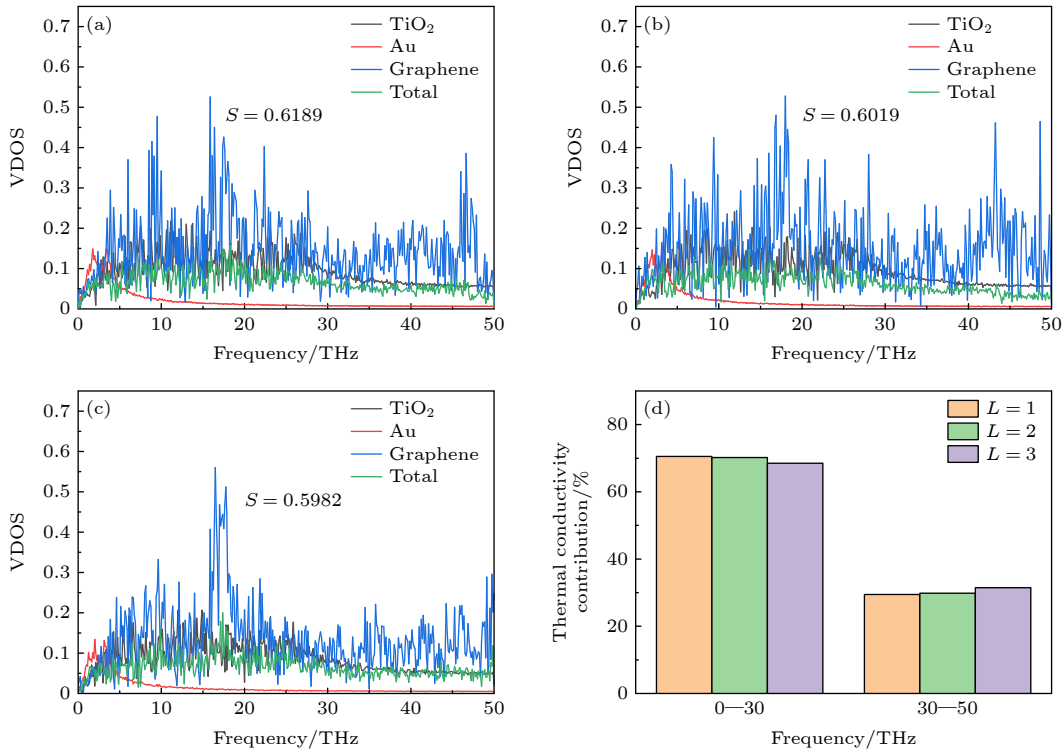 (a)
TiO₂
Au
Graphene
Total
S = 0.6189
VDOS
0.7
0.6
0.5
0.4
0.3
0.2
0.1
0
0 10 20 30 40 50
Frequency/THz
(b)
TiO₂
Au
Graphene
Total
S = 0.6019
VDOS
0.7
0.6
0.5
0.4
0.3
0.2
0.1
0
0 10 20 30 40 50
Frequency/THz
(c)
TiO₂
Au
Graphene
Total
S = 0.5982
VDOS
0.7
0.6
0.5
0.4
0.3
0.2
0.1
0
0 10 20 30 40 50
Frequency/THz
(d)
L = 1
L = 2
L = 3
Thermal conductivity
contribution/%
80
60
40
20
0
0—30 30—50
Frequency/THz